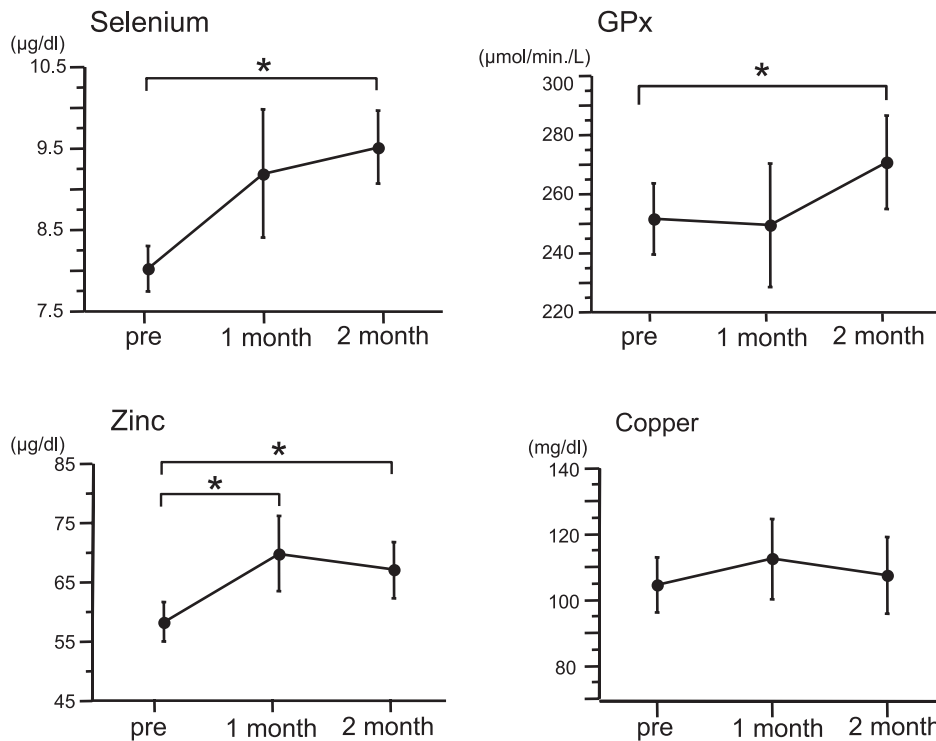 Selenium
(µg/dl)
*
10.5
9.5
8.5
7.5
pre
1 month
2 month
GPx
(µmol/min./L)
*
300
280
260
240
220
pre
1 month
2 month
Zinc
(µg/dl)
*
*
85
75
65
55
45
pre
1 month
2 month
Copper
(mg/dl)
140
120
100
80
pre
1 month
2 month